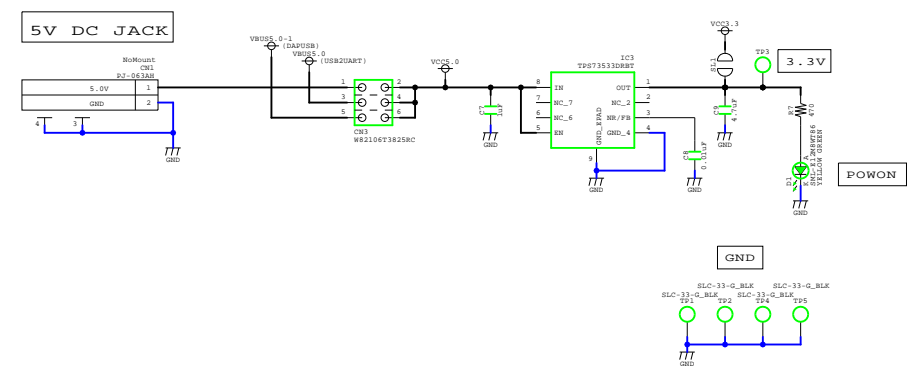 5V DC JACK
NoMount
CN1
PJ-063AH
5.0V 1
GND 2
4 3
GND
VBUS5.0-1
(DAPUSB)
VBUS5.0
(USB2UART)
1 2
3 4
5 6
CN3
W82106T3825RC
VCC5.0
C7
1uF
GND
IC3
TPS73533DRBT
8 IN OUT 1
7 NC_7 NC_2 2
6 NC_6 NR/FB 3
5 EN GND_4 4
GND_EPAD
9
GND
C8
0.01uF
GND
VCC3.3
SL1
C9
4.7uF
GND
TP3
3.3V
R7
470
D1
A
K
SML-E12M8WT86
YELLOW GREEN
GND
POWON
GND
SLC-33-G_BLK SLC-33-G_BLK
SLC-33-G_BLK SLC-33-G_BLK
TP1 TP2 TP4 TP5
GND